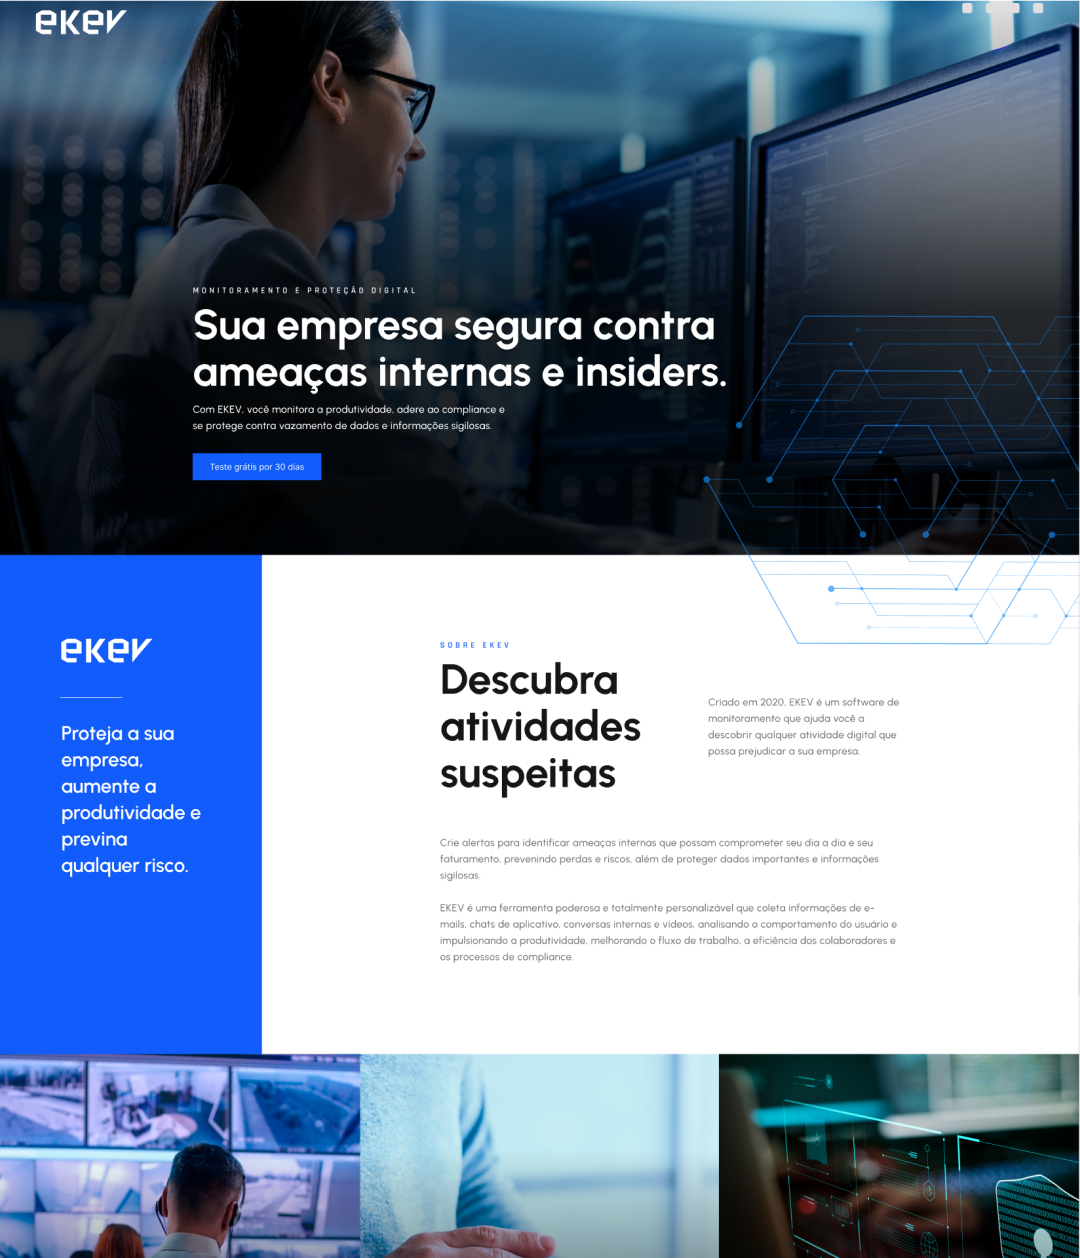 ekev
MONITORAMENTO E PROTEÇÃO DIGITAL
Sua empresa segura contra
ameaças internas e insiders.
Com EKEV, você monitora a produtividade, adere ao compliance e
se protege contra vazamento de dados e informações sigilosas.
Teste grátis por 30 dias
ekev
Proteja a sua
empresa,
aumente a
produtividade e
previna
qualquer risco.
SOBRE EKEV
Descubra
atividades
suspeitas
Criado em 2020, EKEV é um software de
monitoramento que ajuda você a
descobrir qualquer atividade digital que
possa prejudicar a sua empresa.
Crie alertas para identificar ameaças internas que possam comprometer seu dia a dia e seu
faturamento, prevenindo perdas e riscos, além de proteger dados importantes e informações
sigilosas.
EKEV é uma ferramenta poderosa e totalmente personalizável que coleta informações de e-
mails, chats de aplicativo, conversas internas e vídeos, analisando o comportamento do usuário e
impulsionando a produtividade, melhorando o fluxo de trabalho, a eficiência dos colaboradores e
os processos de compliance.